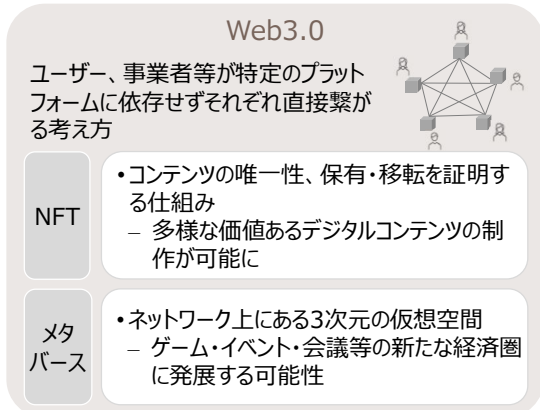 Web3.0
ユーザー、事業者等が特定のプラット
フォームに依存せずそれぞれ直接繋が
る考え方
NFT
•コンテンツの唯一性、保有・移転を証明す
る仕組み
– 多様な価値あるデジタルコンテンツの制
作が可能に
メタ
バース
•ネットワーク上にある3次元の仮想空間
– ゲーム・イベント・会議等の新たな経済圏
に発展する可能性